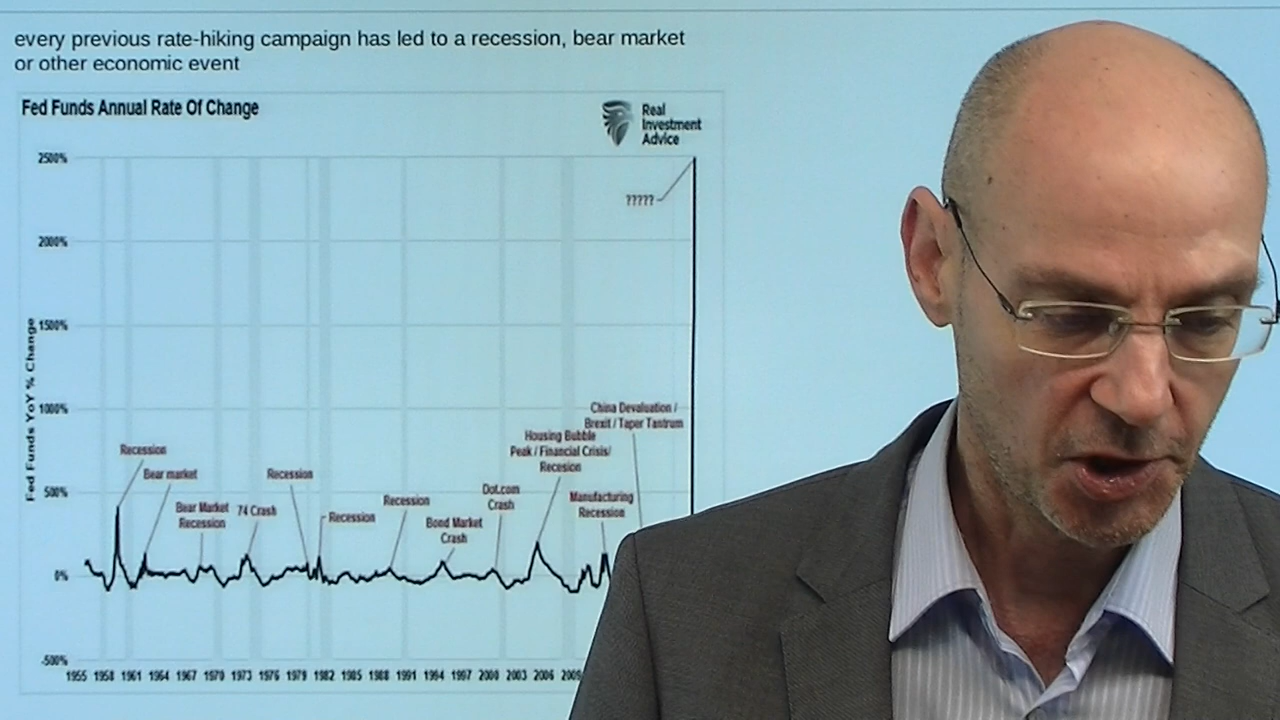 every previous rate-hiking campaign has led to a recession, bear market
or other economic event
Fed Funds Annual Rate Of Change
Real
Investment
Advice
2500%
?????
2000%
1500%
Fed Funds YoY % Change
1000%
China Devaluation /
Brexit / Taper Tantrum
Housing Bubble
Peak / Financial Crisis/
Recesion
Recession
Bear market
Recession
500%
Bear Market
Recession
74 Crash
Recession
Recession
Bond Market
Crash
Dot.com
Crash
Manufacturing
Recession
0%
-500%
1955 1958 1961 1964 1967 1970 1973 1976 1979 1982 1985 1988 1991 1994 1997 2000 2003 2006 2009